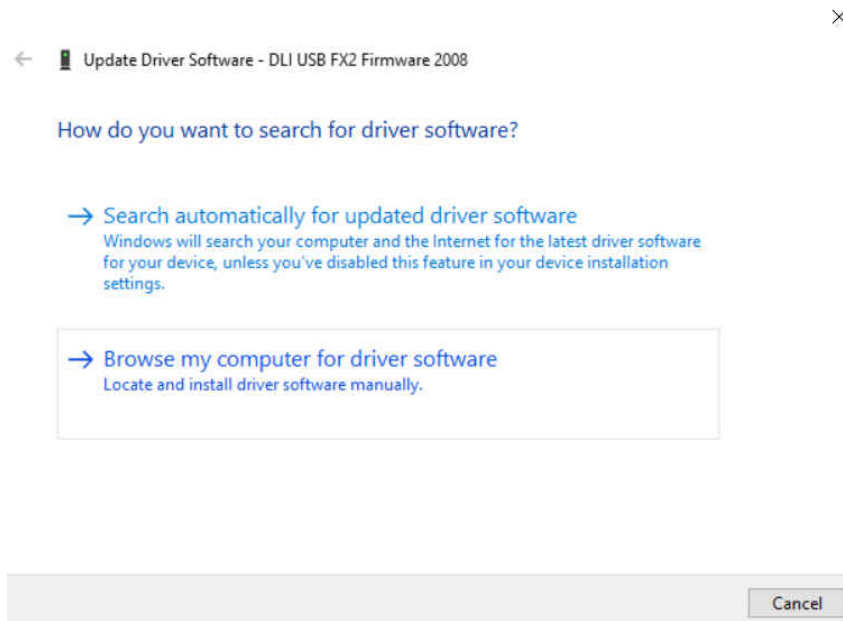 Update Driver Software - DLI USB FX2 Firmware 2008
How do you want to search for driver software?
Search automatically for updated driver software
Windows will search your computer and the Internet for the latest driver software
for your device, unless you've disabled this feature in your device installation
settings.
Browse my computer for driver software
Locate and install driver software manually.
Cancel